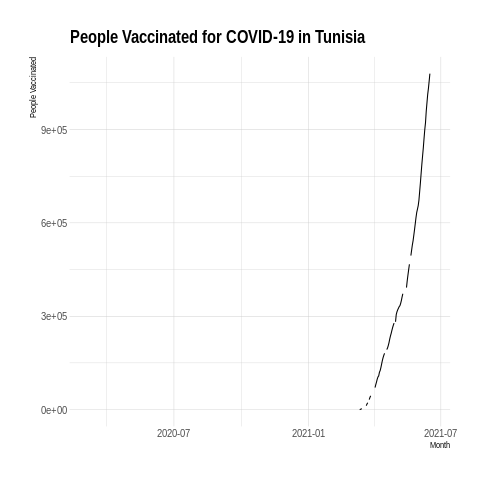 People Vaccinated for COVID-19 in Tunisia
People Vaccinated
9e+05
6e+05
3e+05
0e+00
2020-07
2021-01
2021-07
Month